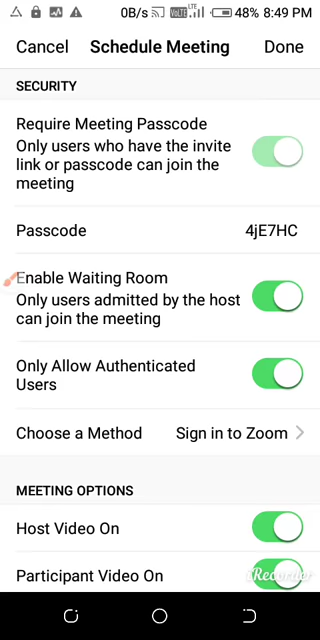 0B/s VoLTE LTE 48% 8:49 PM
Cancel Schedule Meeting Done
SECURITY
Require Meeting Passcode
Only users who have the invite
link or passcode can join the
meeting
Passcode 4jE7HC
Enable Waiting Room
Only users admitted by the host
can join the meeting
Only Allow Authenticated
Users
Choose a Method Sign in to Zoom
MEETING OPTIONS
Host Video On
Participant Video On
iRecorner